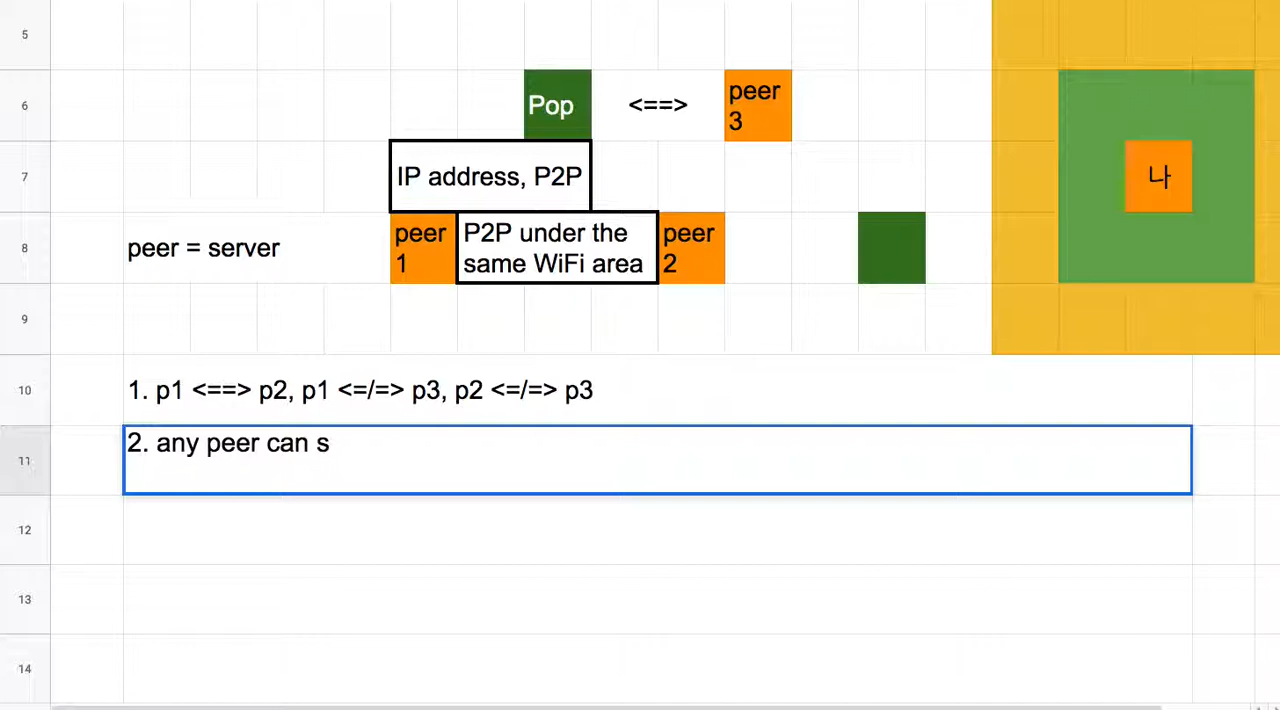 5
6
Pop
<==>
peer
3
7
IP address, P2P
나
8
peer = server
peer
1
P2P under the
same WiFi area
peer
2
9
10
1. p1 <==> p2, p1 <=/=> p3, p2 <=/=> p3
11
2. any peer can s
12
13
14